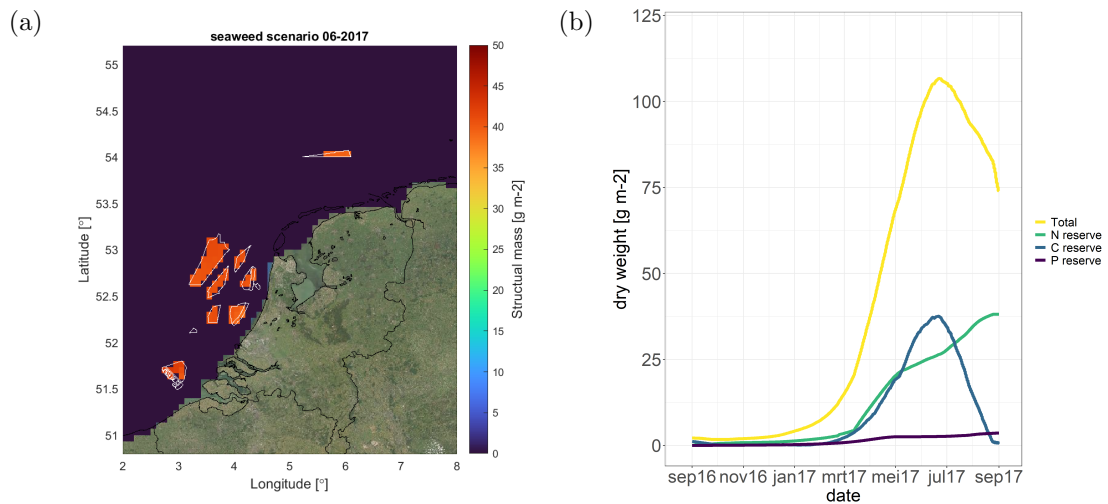 (a)
seaweed scenario 06-2017
55
54.5
54
53.5
53
52.5
52
51.5
51
2 3 4 5 6 7 8
Latitude [°]
Longitude [°]
50
45
40
35
30
25
20
15
10
5
0
Structual mass [g m-2]
(b)
125
100
75
50
25
0
dry weight [g m-2]
sep16 nov16 jan17 mrt17 mei17 jul17 sep17
date
Total
N reserve
C reserve
P reserve